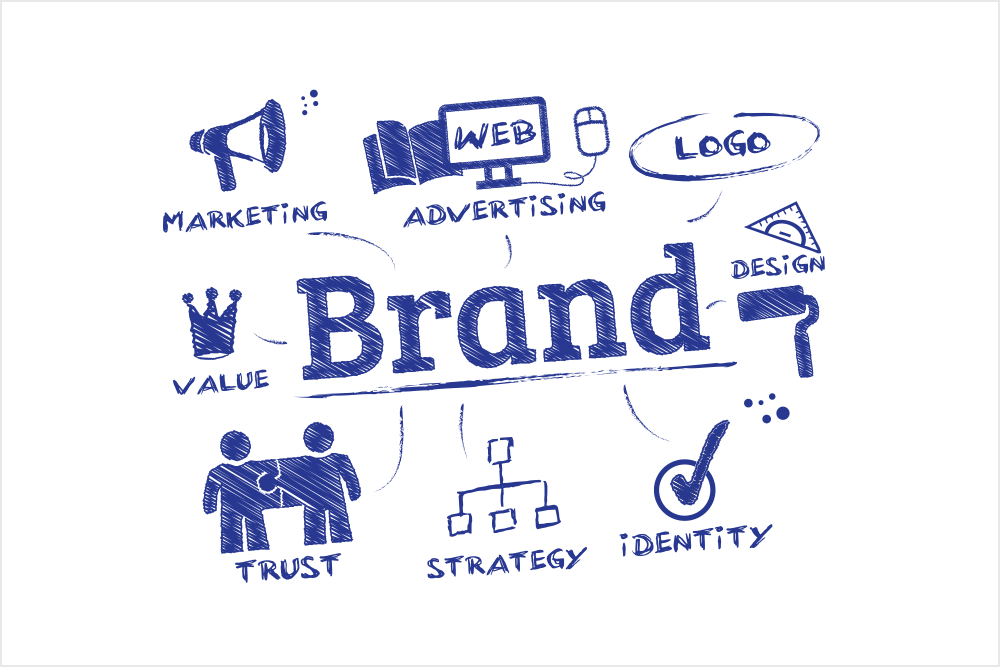 WEB
LOGO
MARKETiNG
ADVERTiSiNG
DESiGN
Brand
VALUE
TRUST
STRATEGY
iDENTiTY